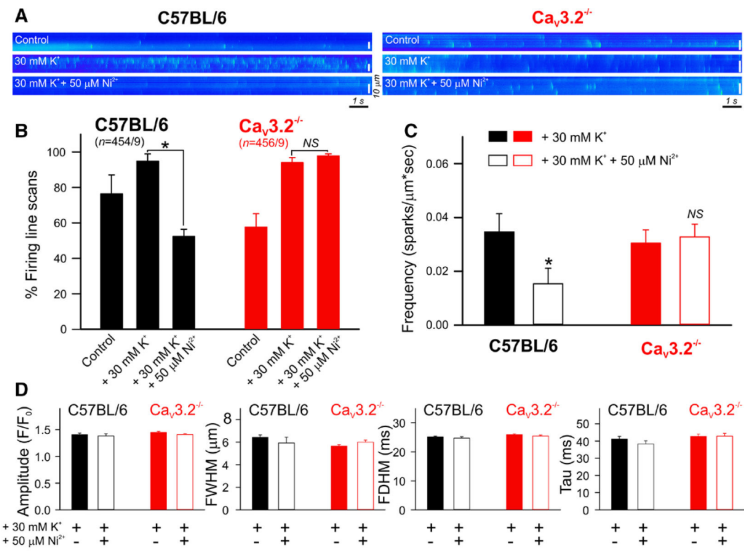 A
C57BL/6
Caᵥ3.2⁻/⁻
Control
30 mM K⁺
30 mM K⁺ + 50 µM Ni²⁺
10 µm
1 s
Control
30 mM K⁺
30 mM K⁺ + 50 µM Ni²⁺
1 s
B
C57BL/6
(n=454/9)
Caᵥ3.2⁻/⁻
(n=456/9)
*
NS
% Firing line scans
100
80
60
40
20
0
Control
+ 30 mM K⁺
+ 30 mM K⁺
+ 50 µM Ni²⁺
Control
+ 30 mM K⁺
+ 30 mM K⁺
+ 50 µM Ni²⁺
C
+ 30 mM K⁺
+ 30 mM K⁺ + 50 µM Ni²⁺
Frequency (sparks/µm*sec)
0.06
0.04
0.02
0.00
*
NS
C57BL/6
Caᵥ3.2⁻/⁻
D
C57BL/6 Caᵥ3.2⁻/⁻
Amplitude (F/F₀)
1.5
1.0
0.5
0.0
C57BL/6 Caᵥ3.2⁻/⁻
FWHM (µm)
8
6
4
2
0
C57BL/6 Caᵥ3.2⁻/⁻
FDHM (ms)
30
20
10
0
C57BL/6 Caᵥ3.2⁻/⁻
Tau (ms)
50
40
30
20
10
0
+ 30 mM K⁺ + + + + + + + + + + + + + + + +
+ 50 µM Ni²⁺ - + - + - + - + - + - + - + - +